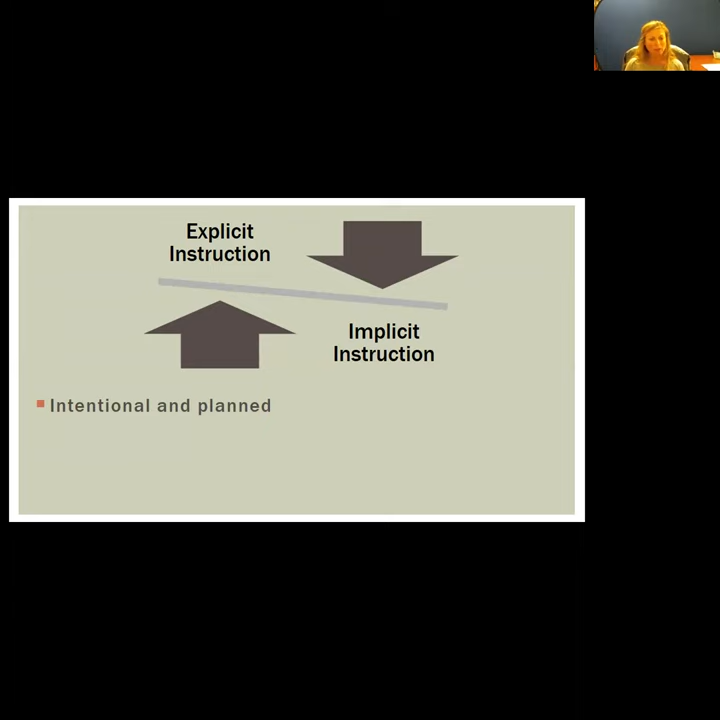 Explicit
Instruction
Implicit
Instruction
Intentional and planned